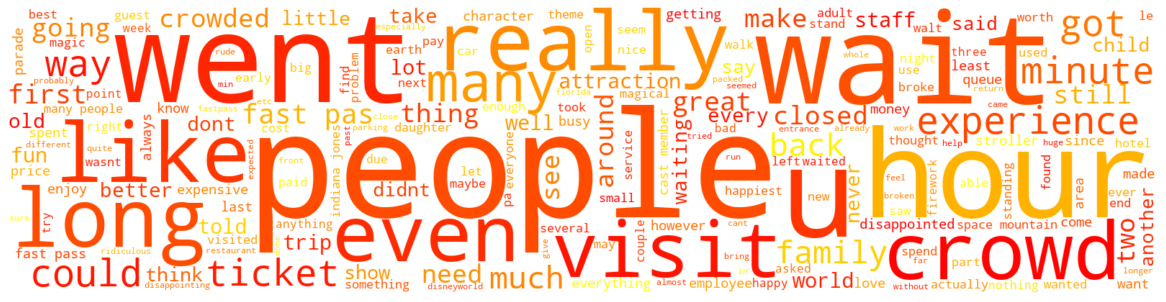 best guest crowded little
going week
parade magic
went
really
character theme getting adult
take earth car seem open nice
make staff said worth le
stand walt
got child
wait
three used
way rude especially big early pay
lot next find problem
many attraction
walk say
night use least queue broke
minute
first point
probably whole packed seemed
many people know min fastpass etc
fast pas thing
florida enough close took magical
great every closed money return came
still
old spent right cost
dont parking daughter well busy
around waiting bad tried
entrance already work help huge
experience
always
like
people
see
back thought stroller since hotel
fun price different quite wasnt
indiana jones past due everyone
service cast member
left waited run
hour
never feel broken firework able
standing found area made
expected front
let maybe pa
small happiest
u
new saw
ever end
enjoy expensive better paid didnt
long
last
try sure
told
anything
even
several couple however
disappointed space mountain come
crowd
two another
visited trip
visit
cant may
family spend part
fast pass ridiculous restaurant
give bring
asked far without actually nothing wanted longer want
could ticket
think disappointing
show something
need
disneyworld
much
everything almost employee happy
world love